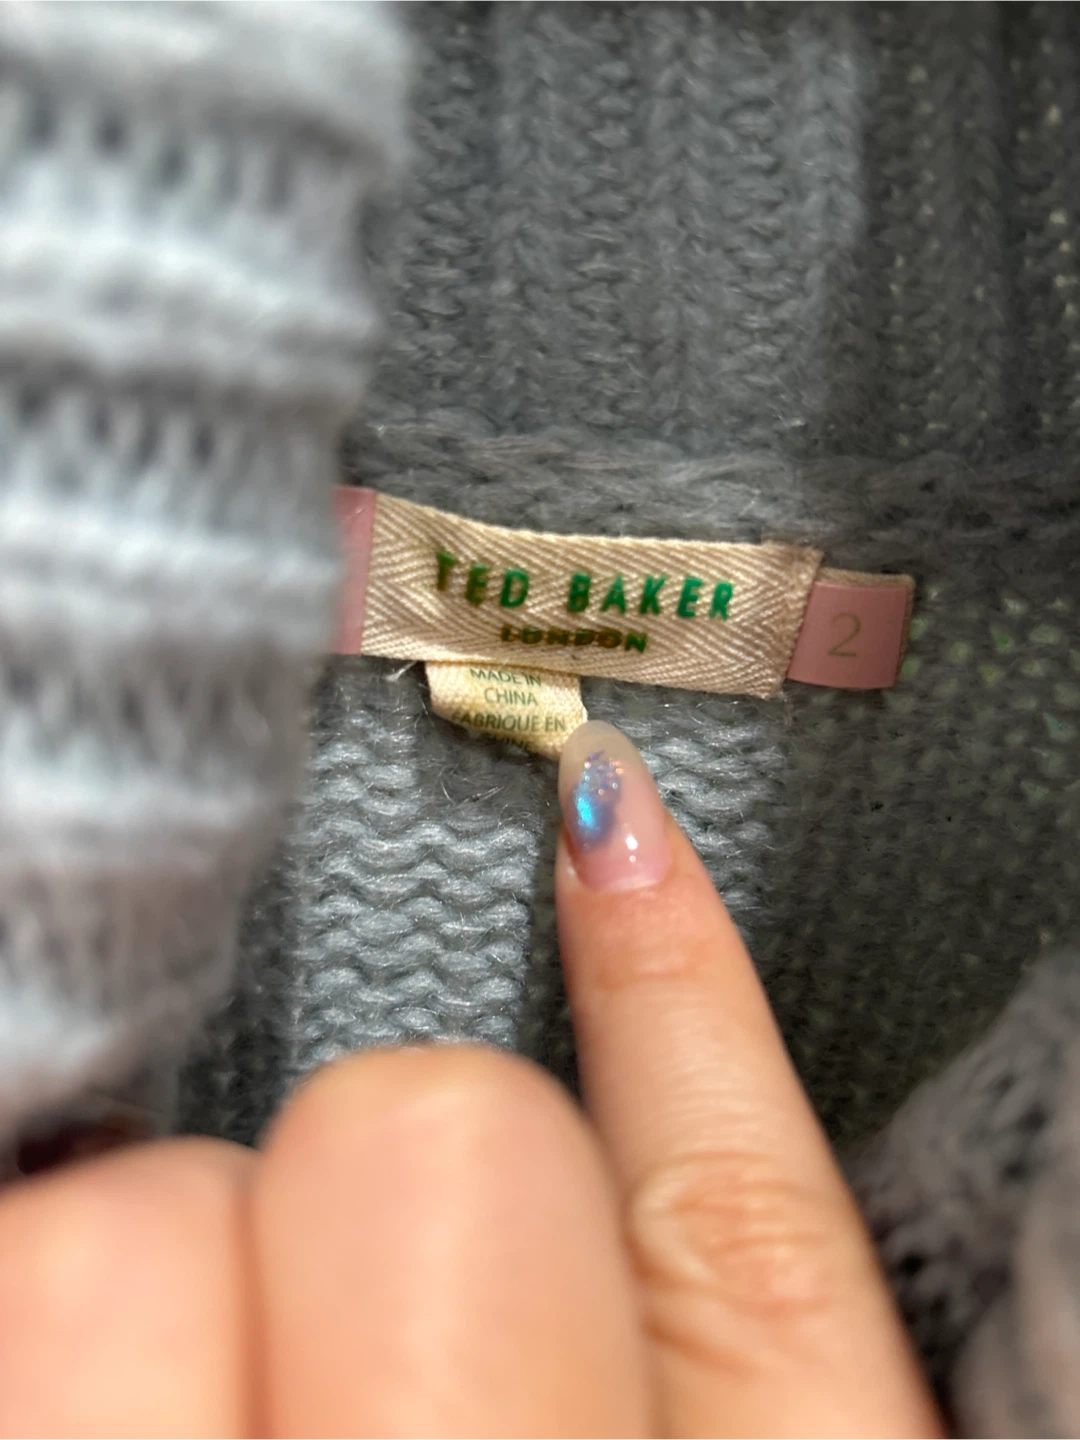 TED BAKER
LONDON
2
MADE IN
CHINA
FABRIQUE EN